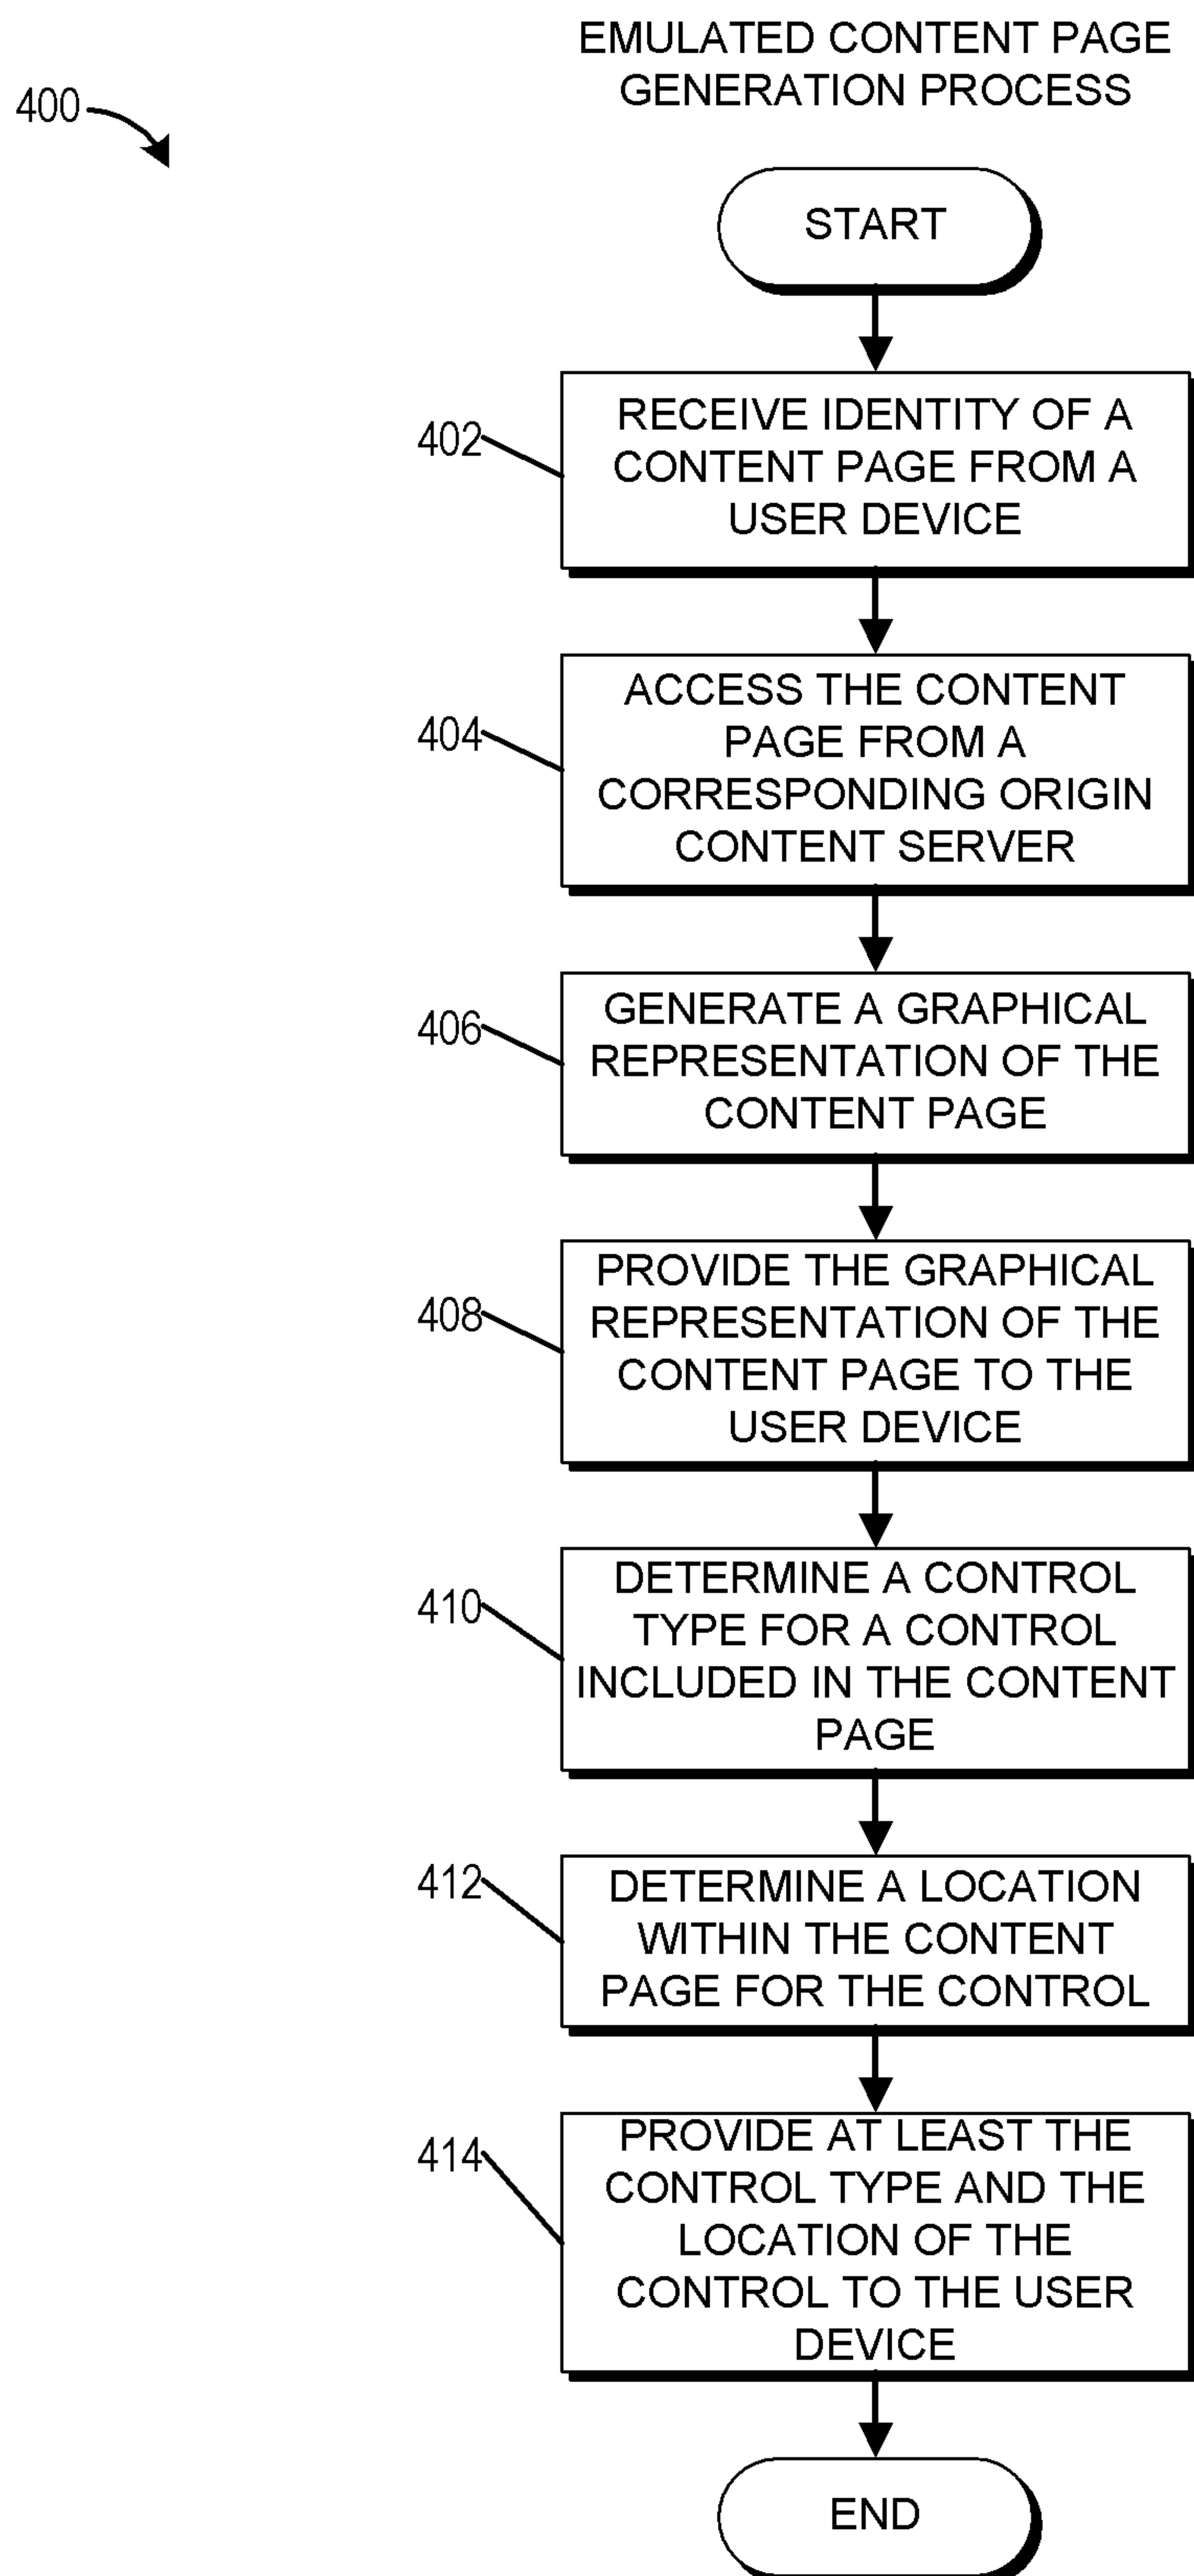 EMULATED CONTENT PAGE
GENERATION PROCESS
400
START
402
RECEIVE IDENTITY OF A
CONTENT PAGE FROM A
USER DEVICE
404
ACCESS THE CONTENT
PAGE FROM A
CORRESPONDING ORIGIN
CONTENT SERVER
406
GENERATE A GRAPHICAL
REPRESENTATION OF THE
CONTENT PAGE
408
PROVIDE THE GRAPHICAL
REPRESENTATION OF THE
CONTENT PAGE TO THE
USER DEVICE
410
DETERMINE A CONTROL
TYPE FOR A CONTROL
INCLUDED IN THE CONTENT
PAGE
412
DETERMINE A LOCATION
WITHIN THE CONTENT
PAGE FOR THE CONTROL
414
PROVIDE AT LEAST THE
CONTROL TYPE AND THE
LOCATION OF THE
CONTROL TO THE USER
DEVICE
END